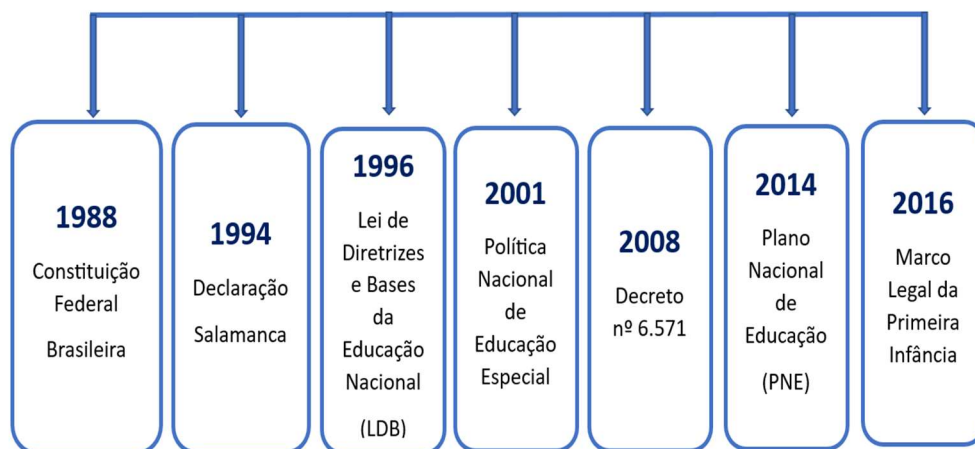 1988
Constituição
Federal
Brasileira
1994
Declaração
Salamanca
1996
Lei de
Diretrizes
e Bases
da
Educação
Nacional
(LDB)
2001
Política
Nacional
de
Educação
Especial
2008
Decreto
nº 6.571
2014
Plano
Nacional
de
Educação
(PNE)
2016
Marco
Legal da
Primeira
Infância